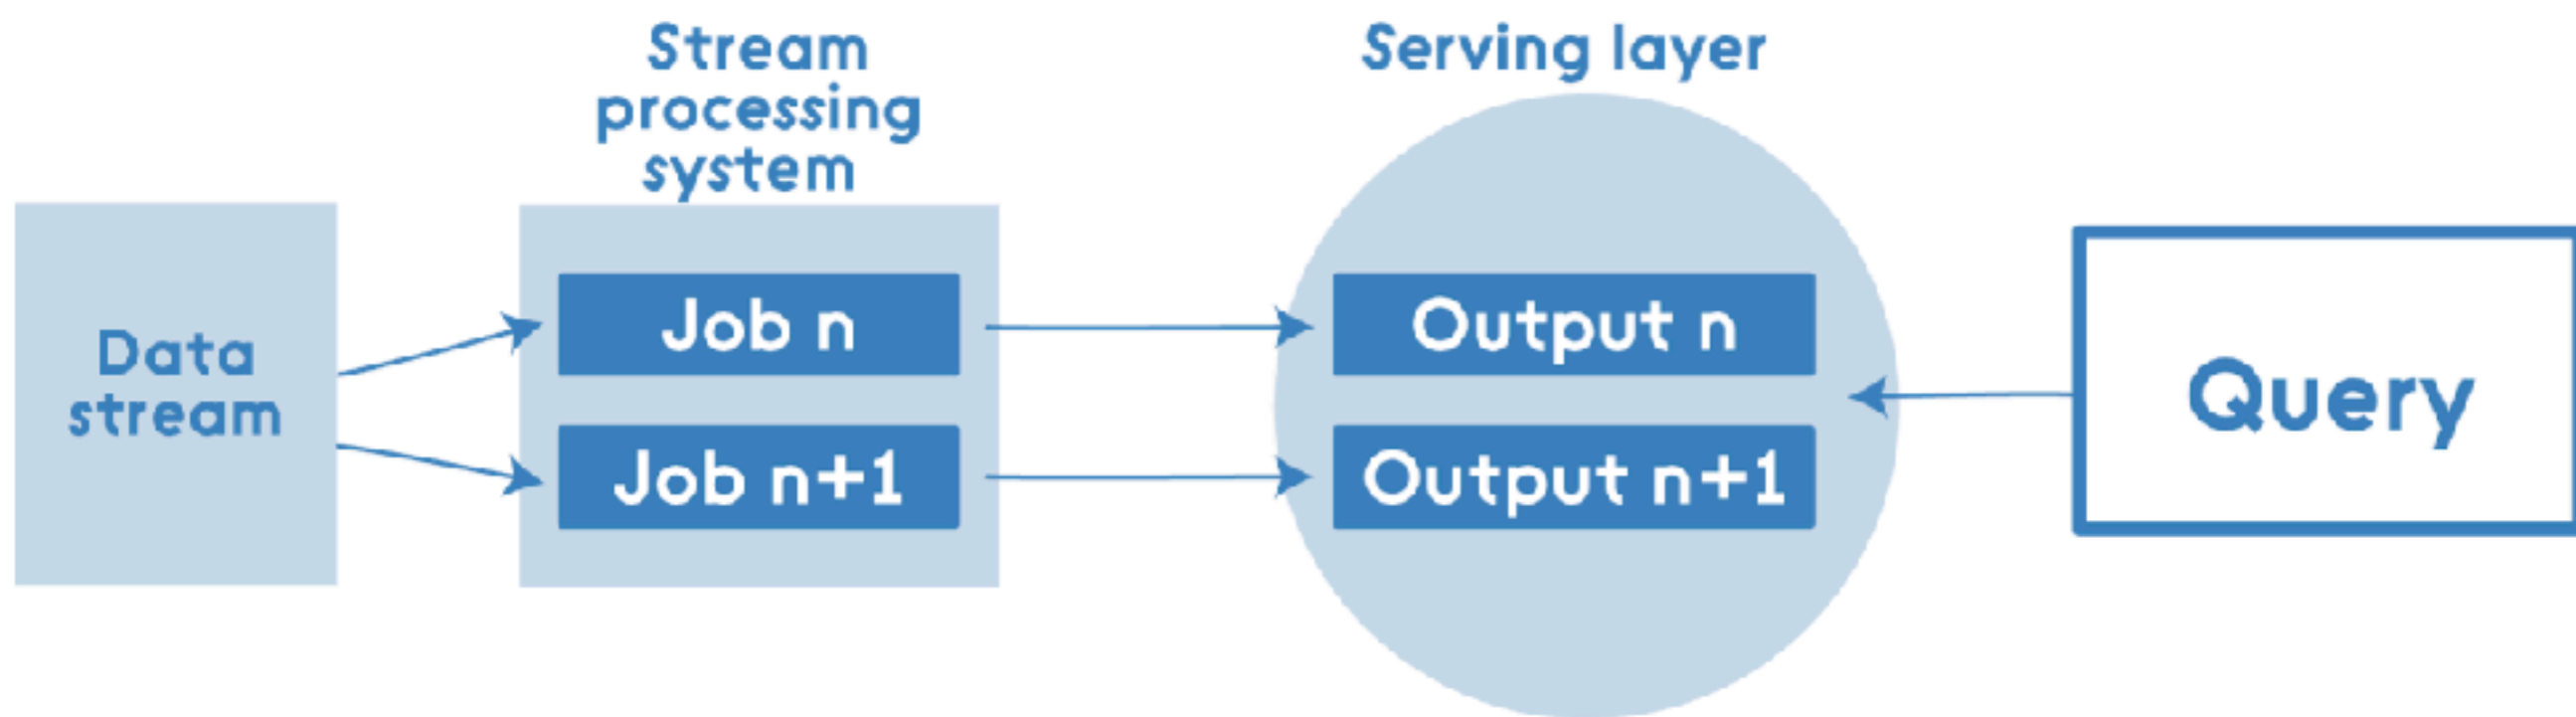 Stream
processing
system
Serving layer
Data
stream
Job n
Job n+1
Output n
Output n+1
Query